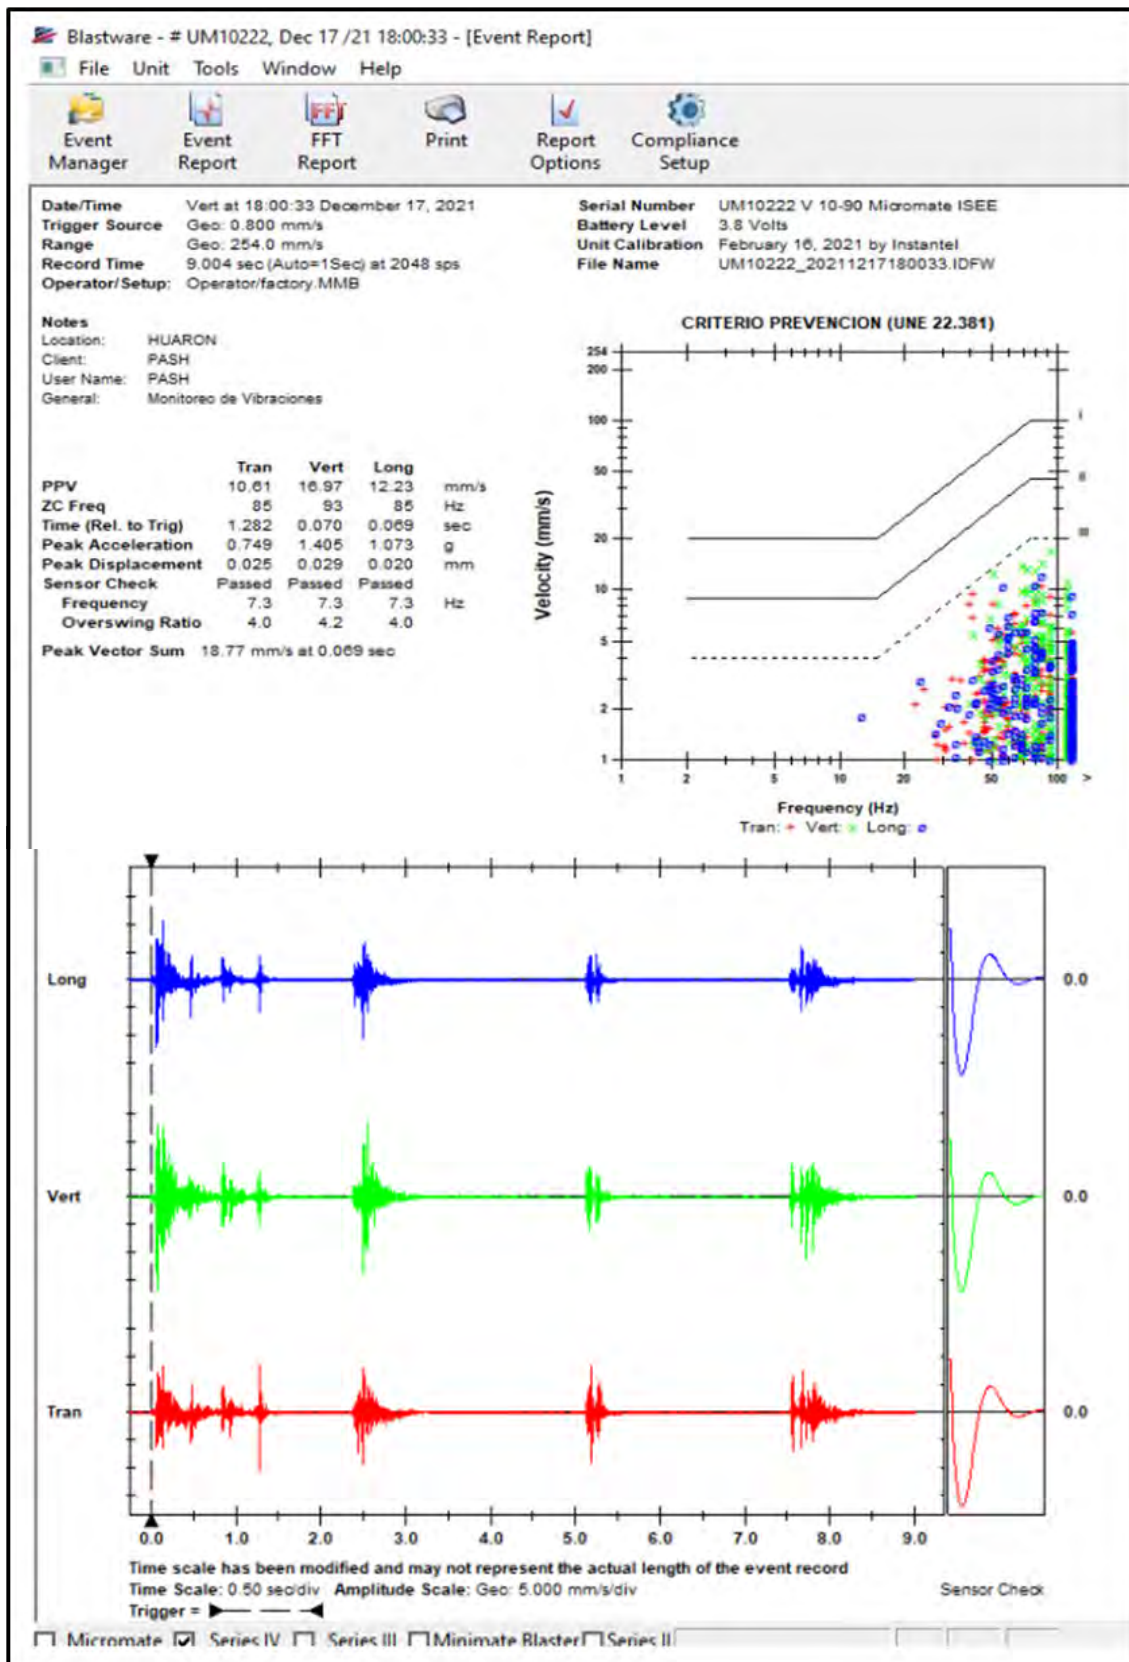 Blastware - # UM10222, Dec 17 /21 18:00:33 - [Event Report]
File Unit Tools Window Help
Event Manager
Event Report
FFT Report
Print
Report Options
Compliance Setup
Date/Time Vert at 18:00:33 December 17, 2021
Trigger Source Geo: 0.800 mm/s
Range Geo: 254.0 mm/s
Record Time 9.004 sec (Auto=1Sec) at 2048 sps
Operator/Setup: Operator/factory.MMB
Serial Number UM10222 V 10-90 Micromate ISEE
Battery Level 3.8 Volts
Unit Calibration February 16, 2021 by Instantel
File Name UM10222_20211217180033.IDFW
Notes
Location: HUARON
Client: PASH
User Name: PASH
General: Monitoreo de Vibraciones
Tran Vert Long
PPV 10.61 16.97 12.23 mm/s
ZC Freq 85 93 85 Hz
Time (Rel. to Trig) 1.282 0.070 0.069 sec
Peak Acceleration 0.749 1.405 1.073 g
Peak Displacement 0.025 0.029 0.020 mm
Sensor Check Passed Passed Passed
Frequency 7.3 7.3 7.3 Hz
Overswing Ratio 4.0 4.2 4.0
Peak Vector Sum 18.77 mm/s at 0.069 sec
CRITERIO PREVENCION (UNE 22.381)
254
200
100
50
20
10
5
2
1
I
II
III
Velocity (mm/s)
1 2 5 10 20 50 100 >
Frequency (Hz)
Tran: + Vert: × Long: ø
Long 0.0
Vert 0.0
Tran 0.0
0.0 1.0 2.0 3.0 4.0 5.0 6.0 7.0 8.0 9.0
Time scale has been modified and may not represent the actual length of the event record
Time Scale: 0.50 sec/div Amplitude Scale: Geo: 5.000 mm/s/div
Sensor Check
Trigger =
Micromate Series IV Series III Minimate Blaster Series II